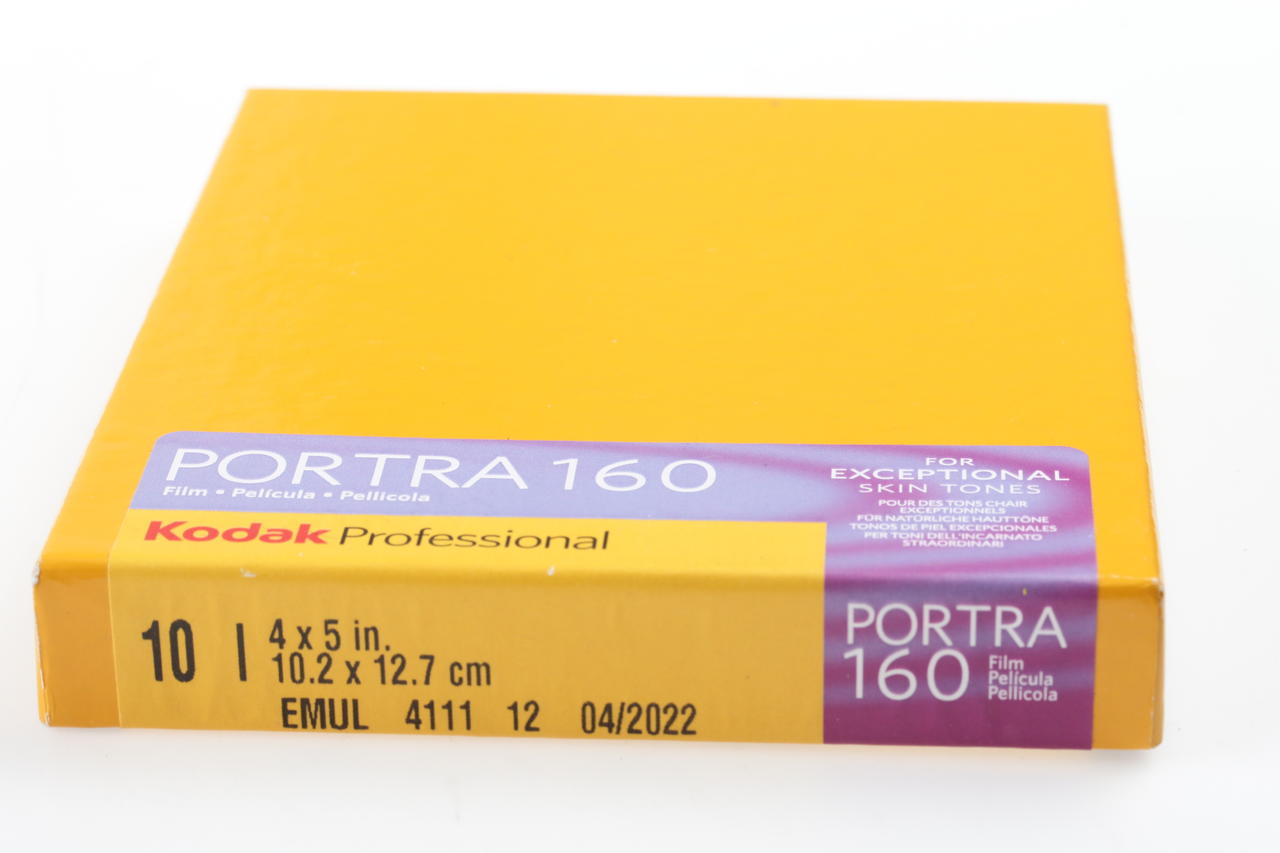 PORTRA 160
Film • Película • Pellicola
FOR
EXCEPTIONAL
SKIN TONES
POUR DES TONS CHAIR
EXCEPTIONNELS
FÜR NATÜRLICHE HAUTTÖNE
TONOS DE PIEL EXCEPCIONALES
PER TONI DELL'INCARNATO
STRAORDINARI
Kodak Professional
10 | 4 x 5 in.
10.2 x 12.7 cm
EMUL 4111 12 04/2022
PORTRA
160
Film
Película
Pellicola